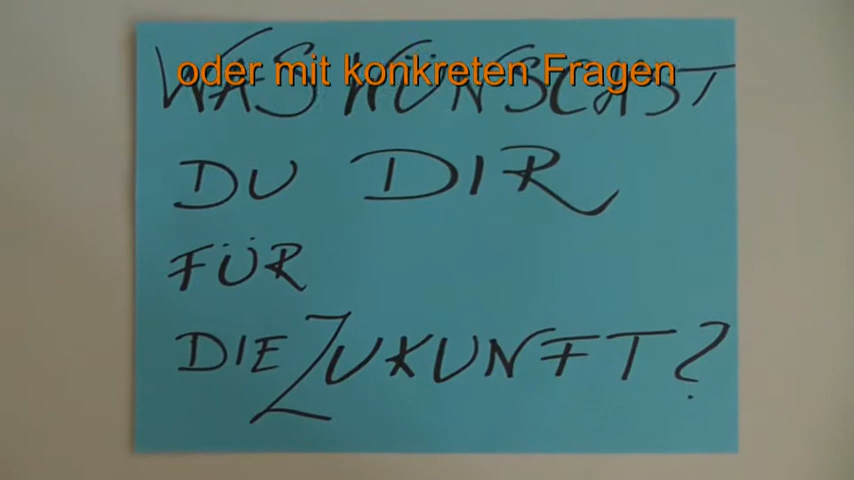 oder mit konkreten Fragen
WAS WÜNSCHST
DU DIR
FÜR
DIE ZUKUNFT?